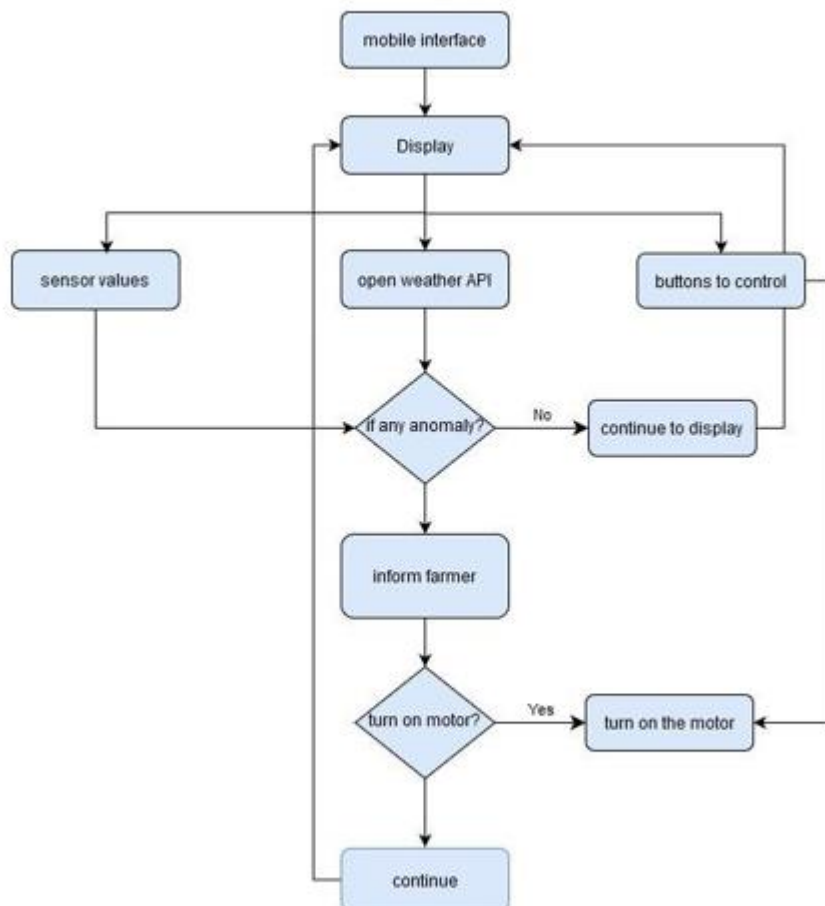 mobile interface
Display
sensor values
open weather API
buttons to control
if any anomaly?
No
continue to display
inform farmer
turn on motor?
Yes
turn on the motor
continue